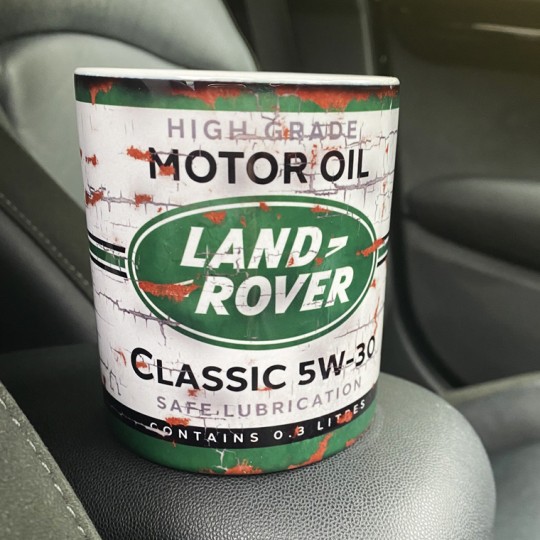 HIGH GRADE
MOTOR OIL
LAND-
ROVER
CLASSIC 5W-30
SAFE LUBRICATION
CONTAINS 0.3 LITRES